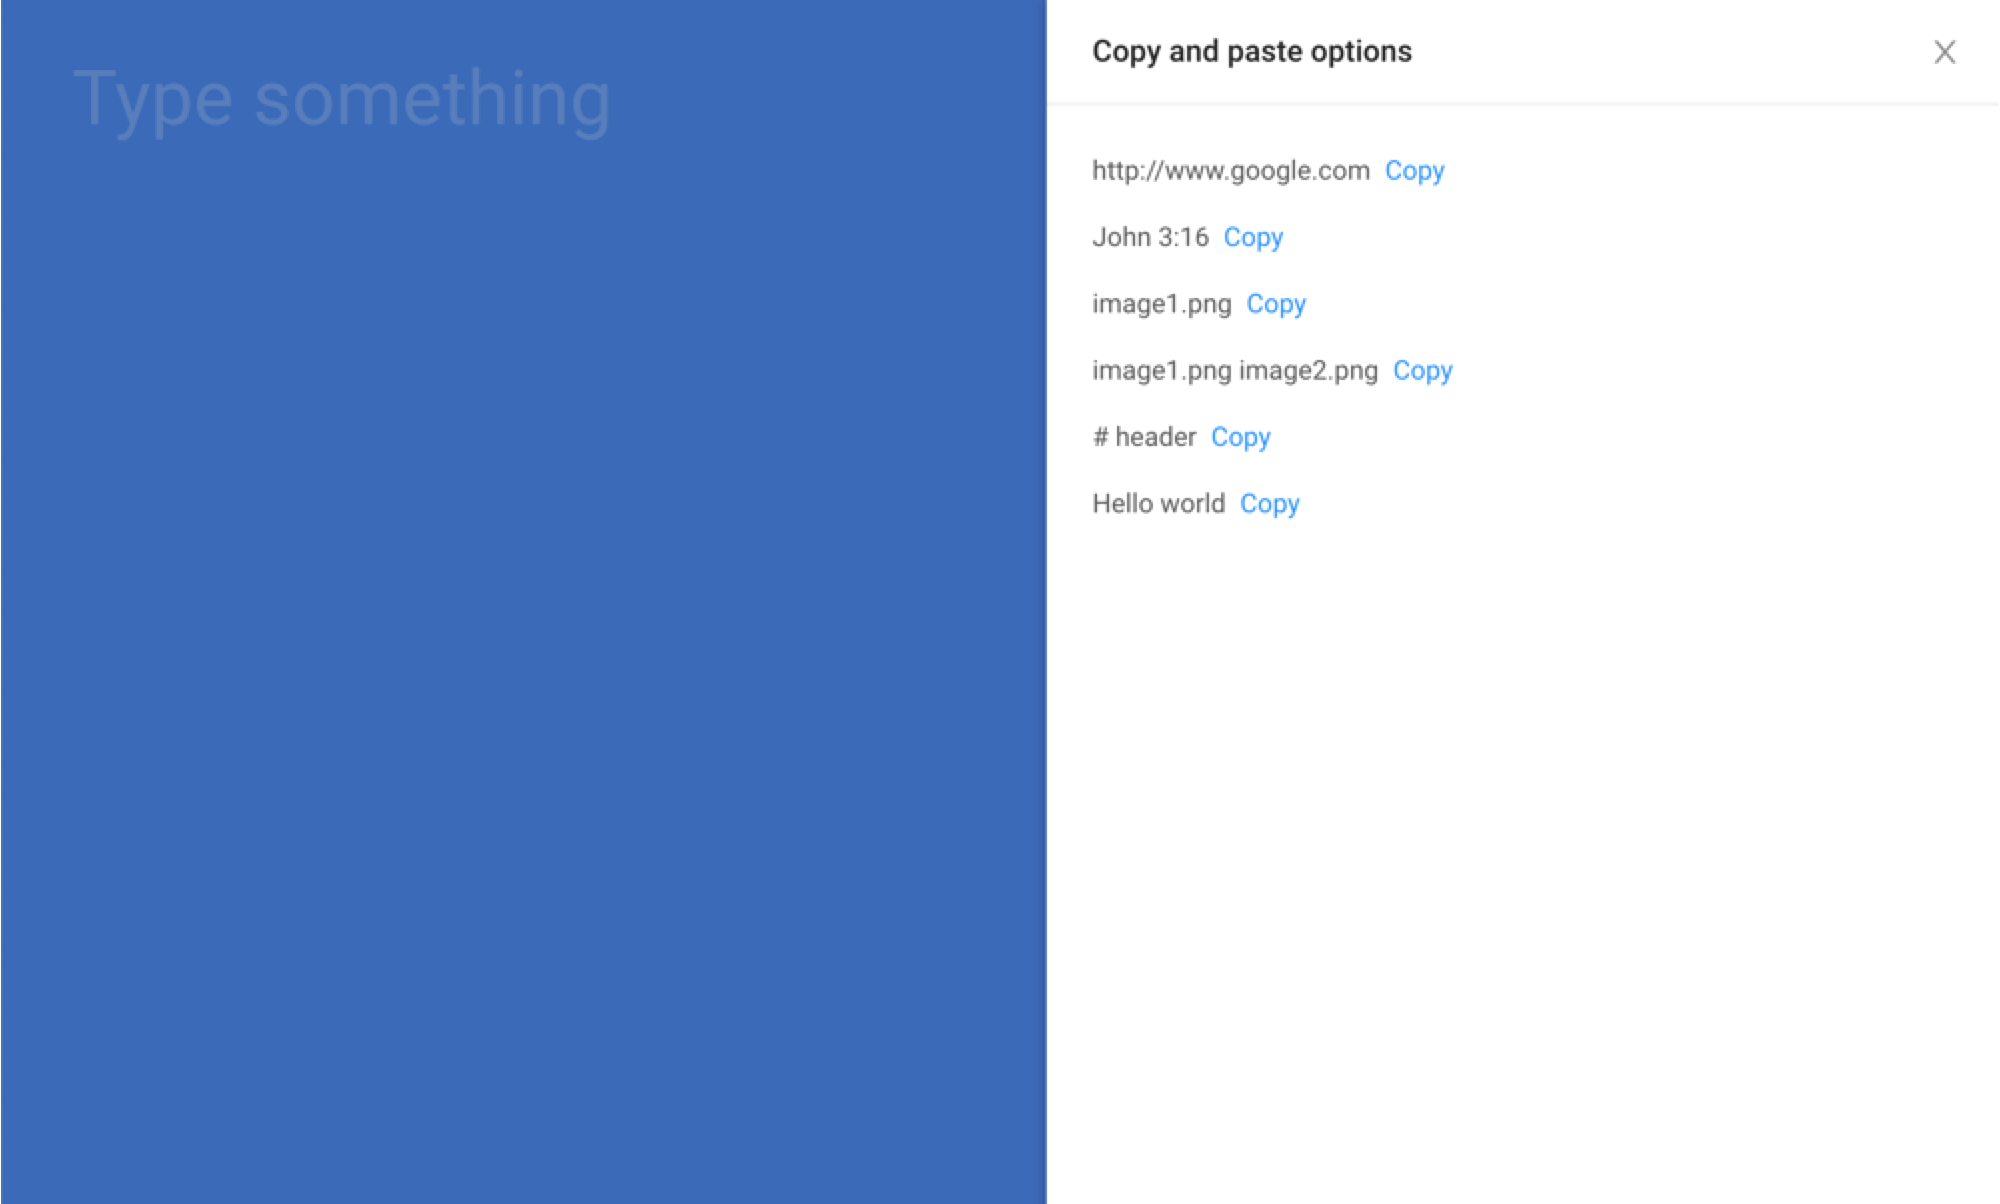 Type something
Copy and paste options
http://www.google.com Copy
John 3:16 Copy
image1.png Copy
image1.png image2.png Copy
# header Copy
Hello world Copy